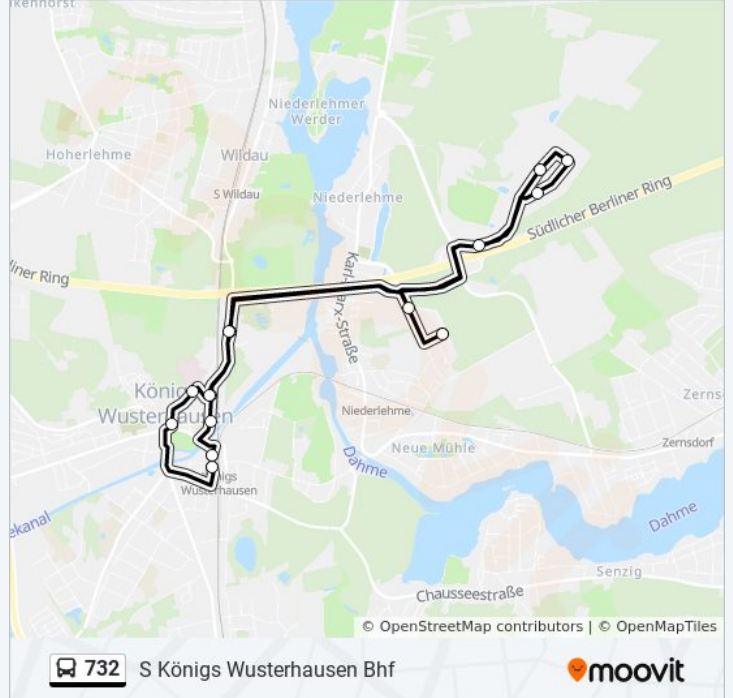 kenhorst
Niederlehmer
Werder
Hoherlehme
Wildau
S Wildau
Niederlehme
Südlicher Berliner Ring
liner Ring
Karl-Marx-Straße
Königs
Wusterhausen
Zerns
Niederlehme
Neue Mühle
Zernsdorf
Dahme
igs
Wusterhausen
ekanal
Dahme
Senzig
Chausseestraße
© OpenStreetMap contributors | © OpenMapTiles
732 S Königs Wusterhausen Bhf
moovit